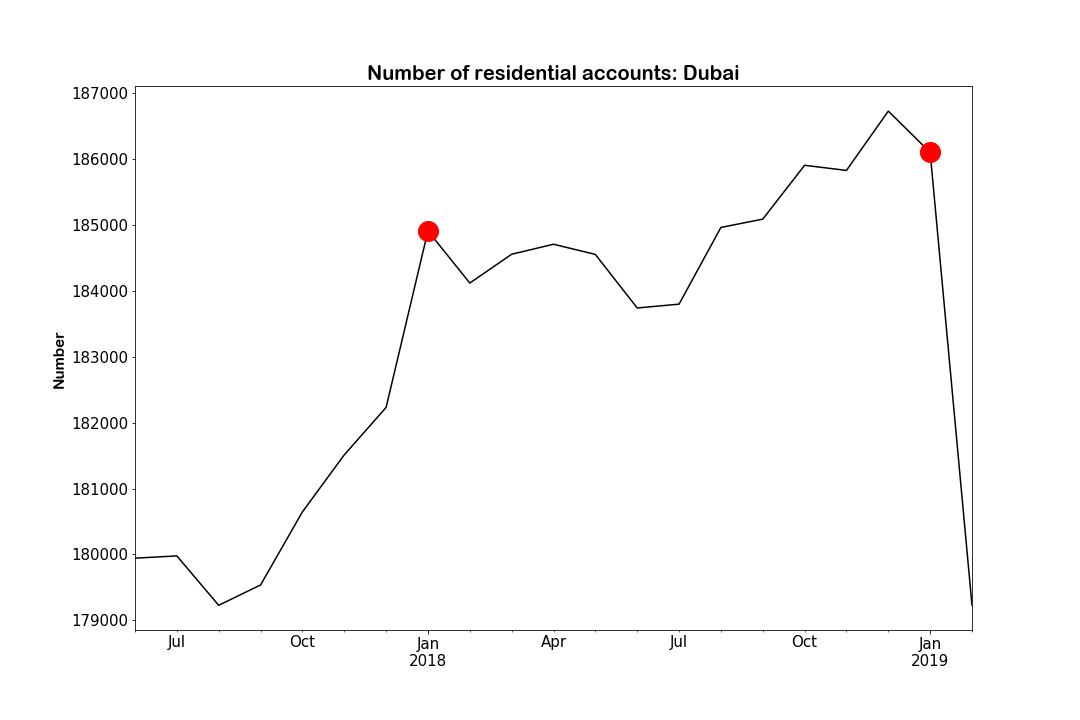 Number of residential accounts: Dubai
187000
186000
185000
184000
183000
182000
181000
180000
179000
Number
Jul
Oct
Jan
2018
Apr
Jul
Oct
Jan
2019